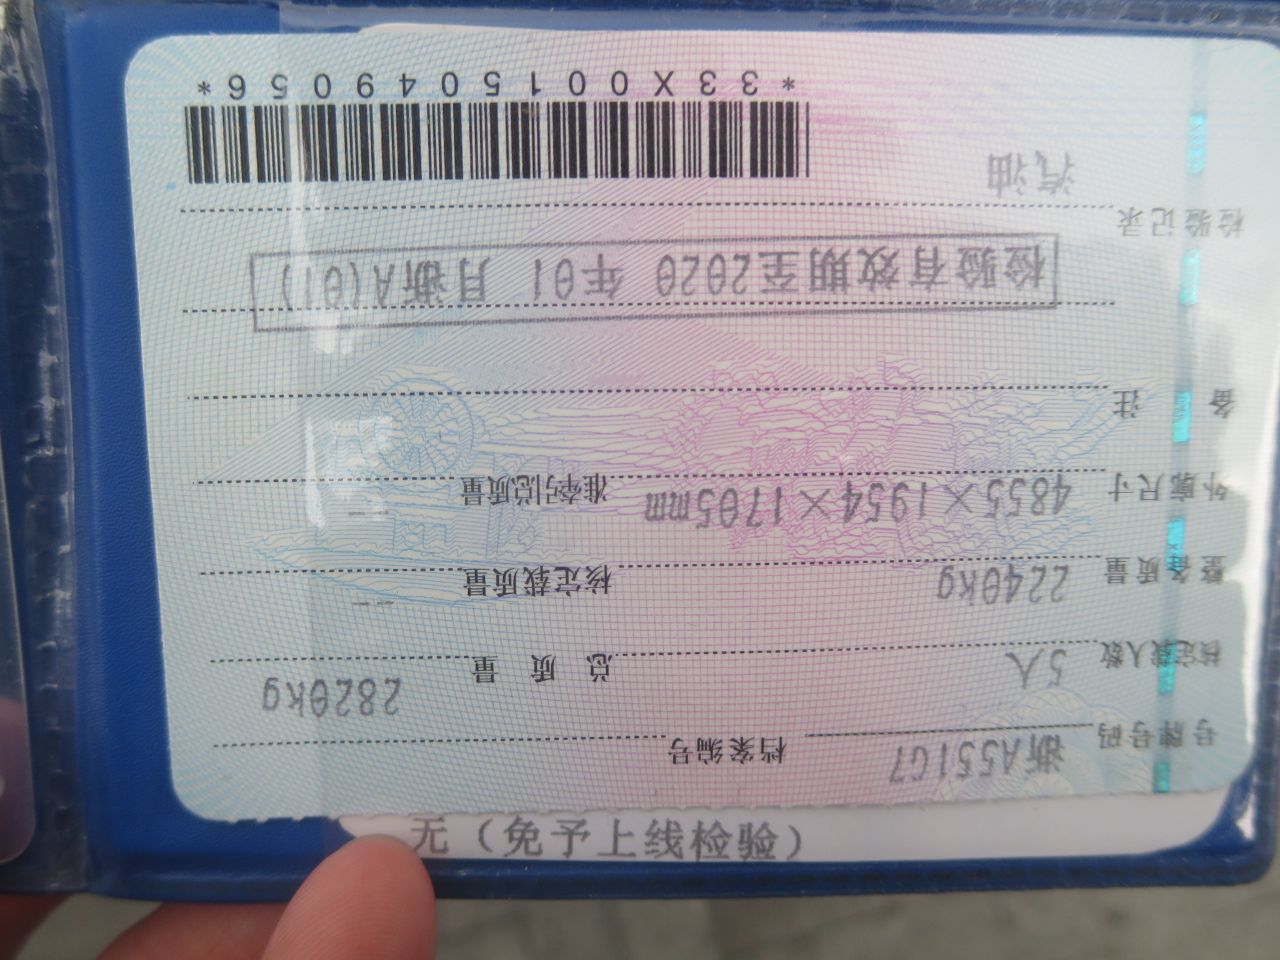 号牌号码 浙A551G7 档案编号
核定载人数 5人 总质量 2820kg
整备质量 2240kg 核定载质量 --
外廓尺寸 4855×1954×1705mm 准牵引总质量 --
备注
检验有效期至2020年01月浙A(01)
检验记录
汽油
*33X0015049056*
无（免予上线检验）